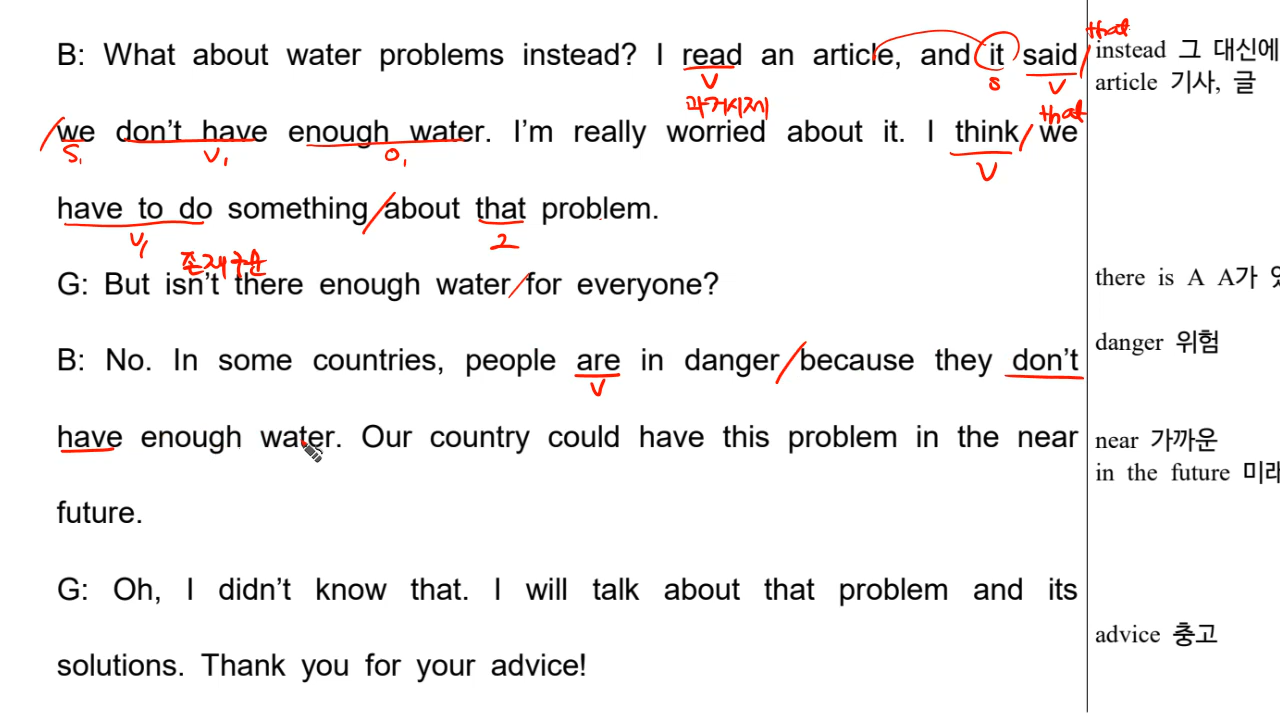 B: What about water problems instead? I read an article, and it said
that
instead 그 대신에
V
s
V
article 기사, 글
과거시제
that
we don't have enough water. I'm really worried about it. I think we
S₁
V₁
O₁
V
have to do something about that problem.
V₁
2
존재구문
G: But isn't there enough water for everyone?
there is A A가
B: No. In some countries, people are in danger because they don't
danger 위험
V
have enough water. Our country could have this problem in the near
near 가까운
in the future 미래
future.
G: Oh, I didn't know that. I will talk about that problem and its
advice 충고
solutions. Thank you for your advice!